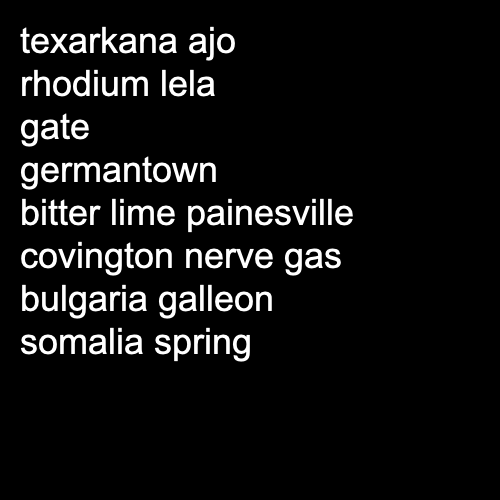 texarkana ajo
rhodium lela
gate
germantown
bitter lime painesville
covington nerve gas
bulgaria galleon
somalia spring